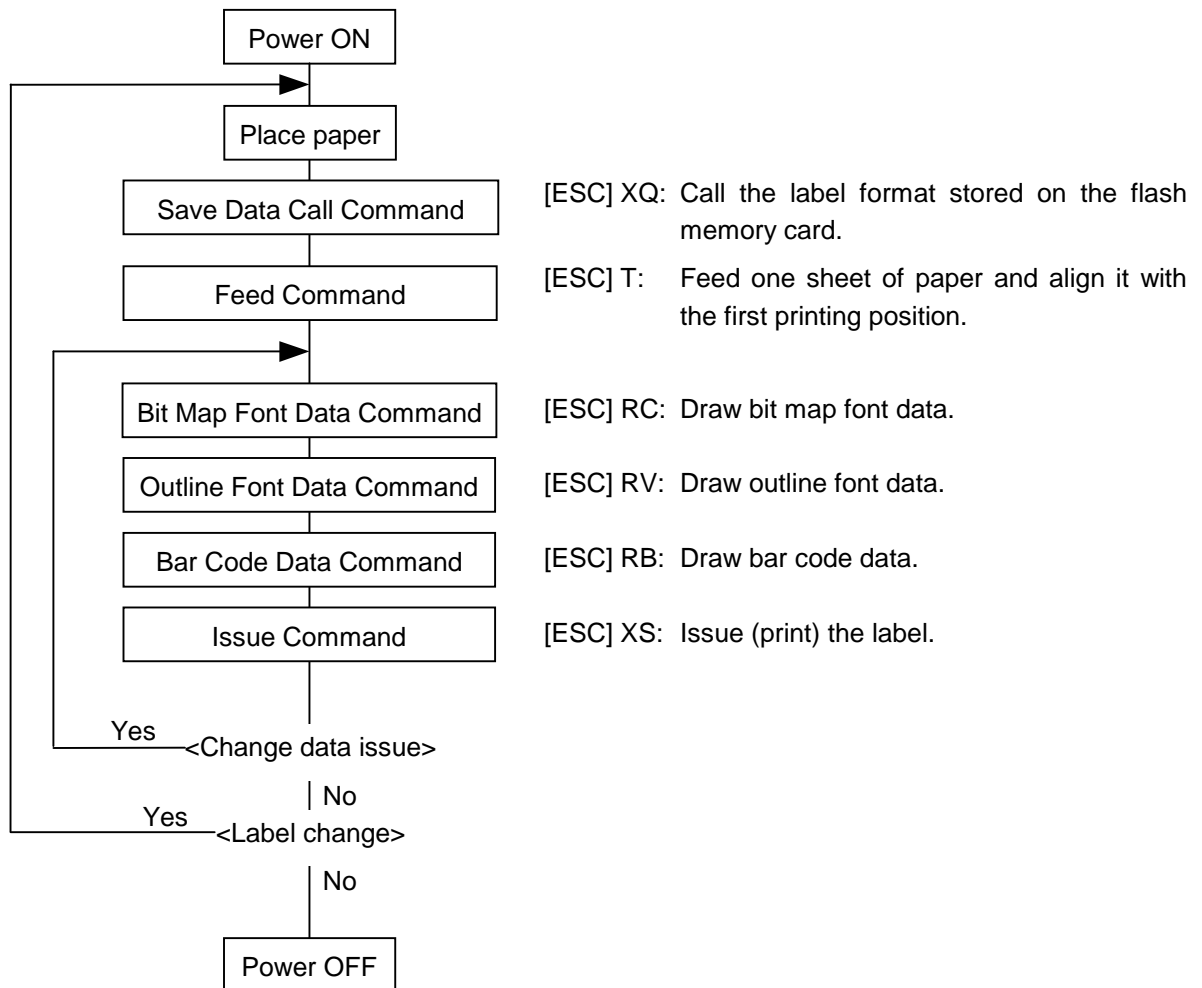 Power ON
Place paper
Save Data Call Command
[ESC] XQ: Call the label format stored on the flash
memory card.
Feed Command
[ESC] T: Feed one sheet of paper and align it with
the first printing position.
Bit Map Font Data Command
[ESC] RC: Draw bit map font data.
Outline Font Data Command
[ESC] RV: Draw outline font data.
Bar Code Data Command
[ESC] RB: Draw bar code data.
Issue Command
[ESC] XS: Issue (print) the label.
Yes
<Change data issue>
No
Yes
<Label change>
No
Power OFF